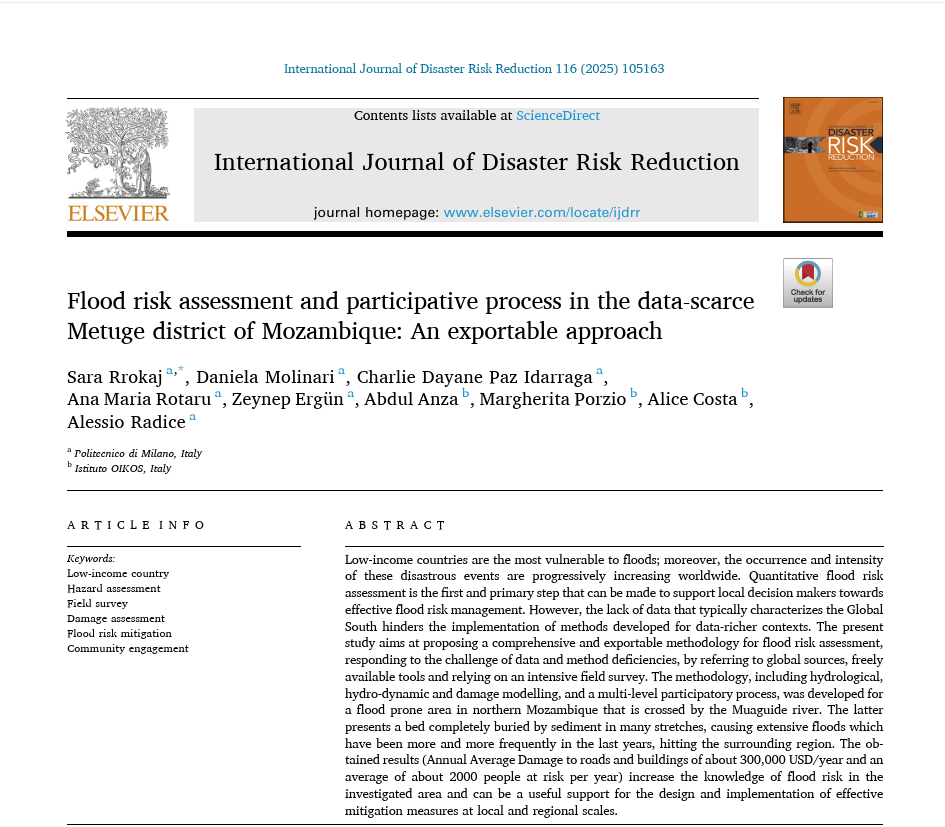 International Journal of Disaster Risk Reduction 116 (2025) 105163
Contents lists available at ScienceDirect
International Journal of Disaster Risk Reduction
journal homepage: www.elsevier.com/locate/ijdrr
ELSEVIER
DISASTER
RISK
REDUCTION
Check for
updates
Flood risk assessment and participative process in the data-scarce
Metuge district of Mozambique: An exportable approach
Sara Rrokaj a,*, Daniela Molinari a, Charlie Dayane Paz Idarraga a,
Ana Maria Rotaru a, Zeynep Ergün a, Abdul Anza b, Margherita Porzio b, Alice Costa b,
Alessio Radice a
a Politecnico di Milano, Italy
b Istituto OIKOS, Italy
ARTICLE INFO
Keywords:
Low-income country
Hazard assessment
Field survey
Damage assessment
Flood risk mitigation
Community engagement
ABSTRACT
Low-income countries are the most vulnerable to floods; moreover, the occurrence and intensity
of these disastrous events are progressively increasing worldwide. Quantitative flood risk
assessment is the first and primary step that can be made to support local decision makers towards
effective flood risk management. However, the lack of data that typically characterizes the Global
South hinders the implementation of methods developed for data-richer contexts. The present
study aims at proposing a comprehensive and exportable methodology for flood risk assessment,
responding to the challenge of data and method deficiencies, by referring to global sources, freely
available tools and relying on an intensive field survey. The methodology, including hydrological,
hydro-dynamic and damage modelling, and a multi-level participatory process, was developed for
a flood prone area in northern Mozambique that is crossed by the Muaguide river. The latter
presents a bed completely buried by sediment in many stretches, causing extensive floods which
have been more and more frequently in the last years, hitting the surrounding region. The ob-
tained results (Annual Average Damage to roads and buildings of about 300,000 USD/year and an
average of about 2000 people at risk per year) increase the knowledge of flood risk in the
investigated area and can be a useful support for the design and implementation of effective
mitigation measures at local and regional scales.